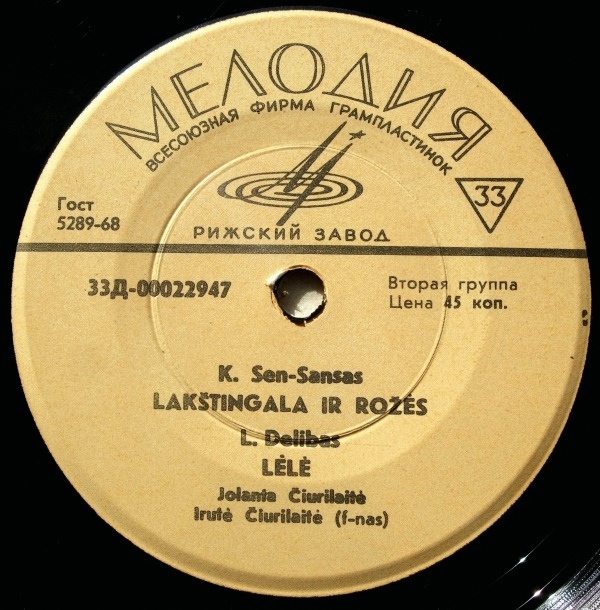 МЕЛОДИЯ
ВСЕСОЮЗНАЯ ФИРМА ГРАМПЛАСТИНОК
33
Гост
5289-68
РИЖСКИЙ ЗАВОД
33Д-00022947
Вторая группа
Цена 45 коп.
K. Sen-Sansas
LAKŠTINGALA IR ROŽĖS
L. Delibas
LĖLĖ
Jolanta Čiurilaitė
Irutė Čiurilaitė (f-nas)